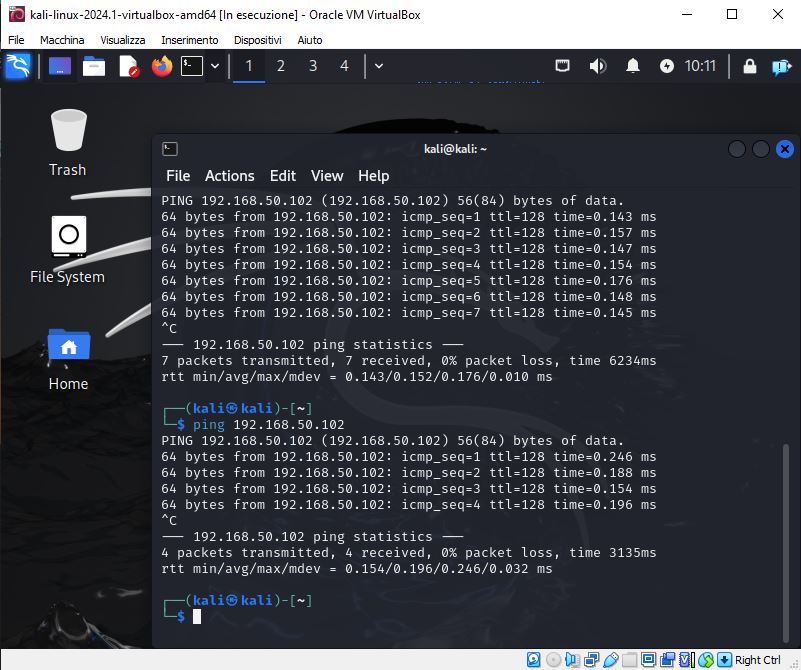 kali-linux-2024.1-virtualbox-amd64 [In esecuzione] - Oracle VM VirtualBox
File Macchina Visualizza Inserimento Dispositivi Aiuto
1 2 3 4 10:11
Trash
File System
Home
kali@kali: ~
File Actions Edit View Help
PING 192.168.50.102 (192.168.50.102) 56(84) bytes of data.
64 bytes from 192.168.50.102: icmp_seq=1 ttl=128 time=0.143 ms
64 bytes from 192.168.50.102: icmp_seq=2 ttl=128 time=0.157 ms
64 bytes from 192.168.50.102: icmp_seq=3 ttl=128 time=0.147 ms
64 bytes from 192.168.50.102: icmp_seq=4 ttl=128 time=0.154 ms
64 bytes from 192.168.50.102: icmp_seq=5 ttl=128 time=0.176 ms
64 bytes from 192.168.50.102: icmp_seq=6 ttl=128 time=0.148 ms
64 bytes from 192.168.50.102: icmp_seq=7 ttl=128 time=0.145 ms
^C
--- 192.168.50.102 ping statistics ---
7 packets transmitted, 7 received, 0% packet loss, time 6234ms
rtt min/avg/max/mdev = 0.143/0.152/0.176/0.010 ms
┌──(kali㉿kali)-[~]
└─$ ping 192.168.50.102
PING 192.168.50.102 (192.168.50.102) 56(84) bytes of data.
64 bytes from 192.168.50.102: icmp_seq=1 ttl=128 time=0.246 ms
64 bytes from 192.168.50.102: icmp_seq=2 ttl=128 time=0.188 ms
64 bytes from 192.168.50.102: icmp_seq=3 ttl=128 time=0.154 ms
64 bytes from 192.168.50.102: icmp_seq=4 ttl=128 time=0.196 ms
^C
--- 192.168.50.102 ping statistics ---
4 packets transmitted, 4 received, 0% packet loss, time 3135ms
rtt min/avg/max/mdev = 0.154/0.196/0.246/0.032 ms
┌──(kali㉿kali)-[~]
└─$
Right Ctrl